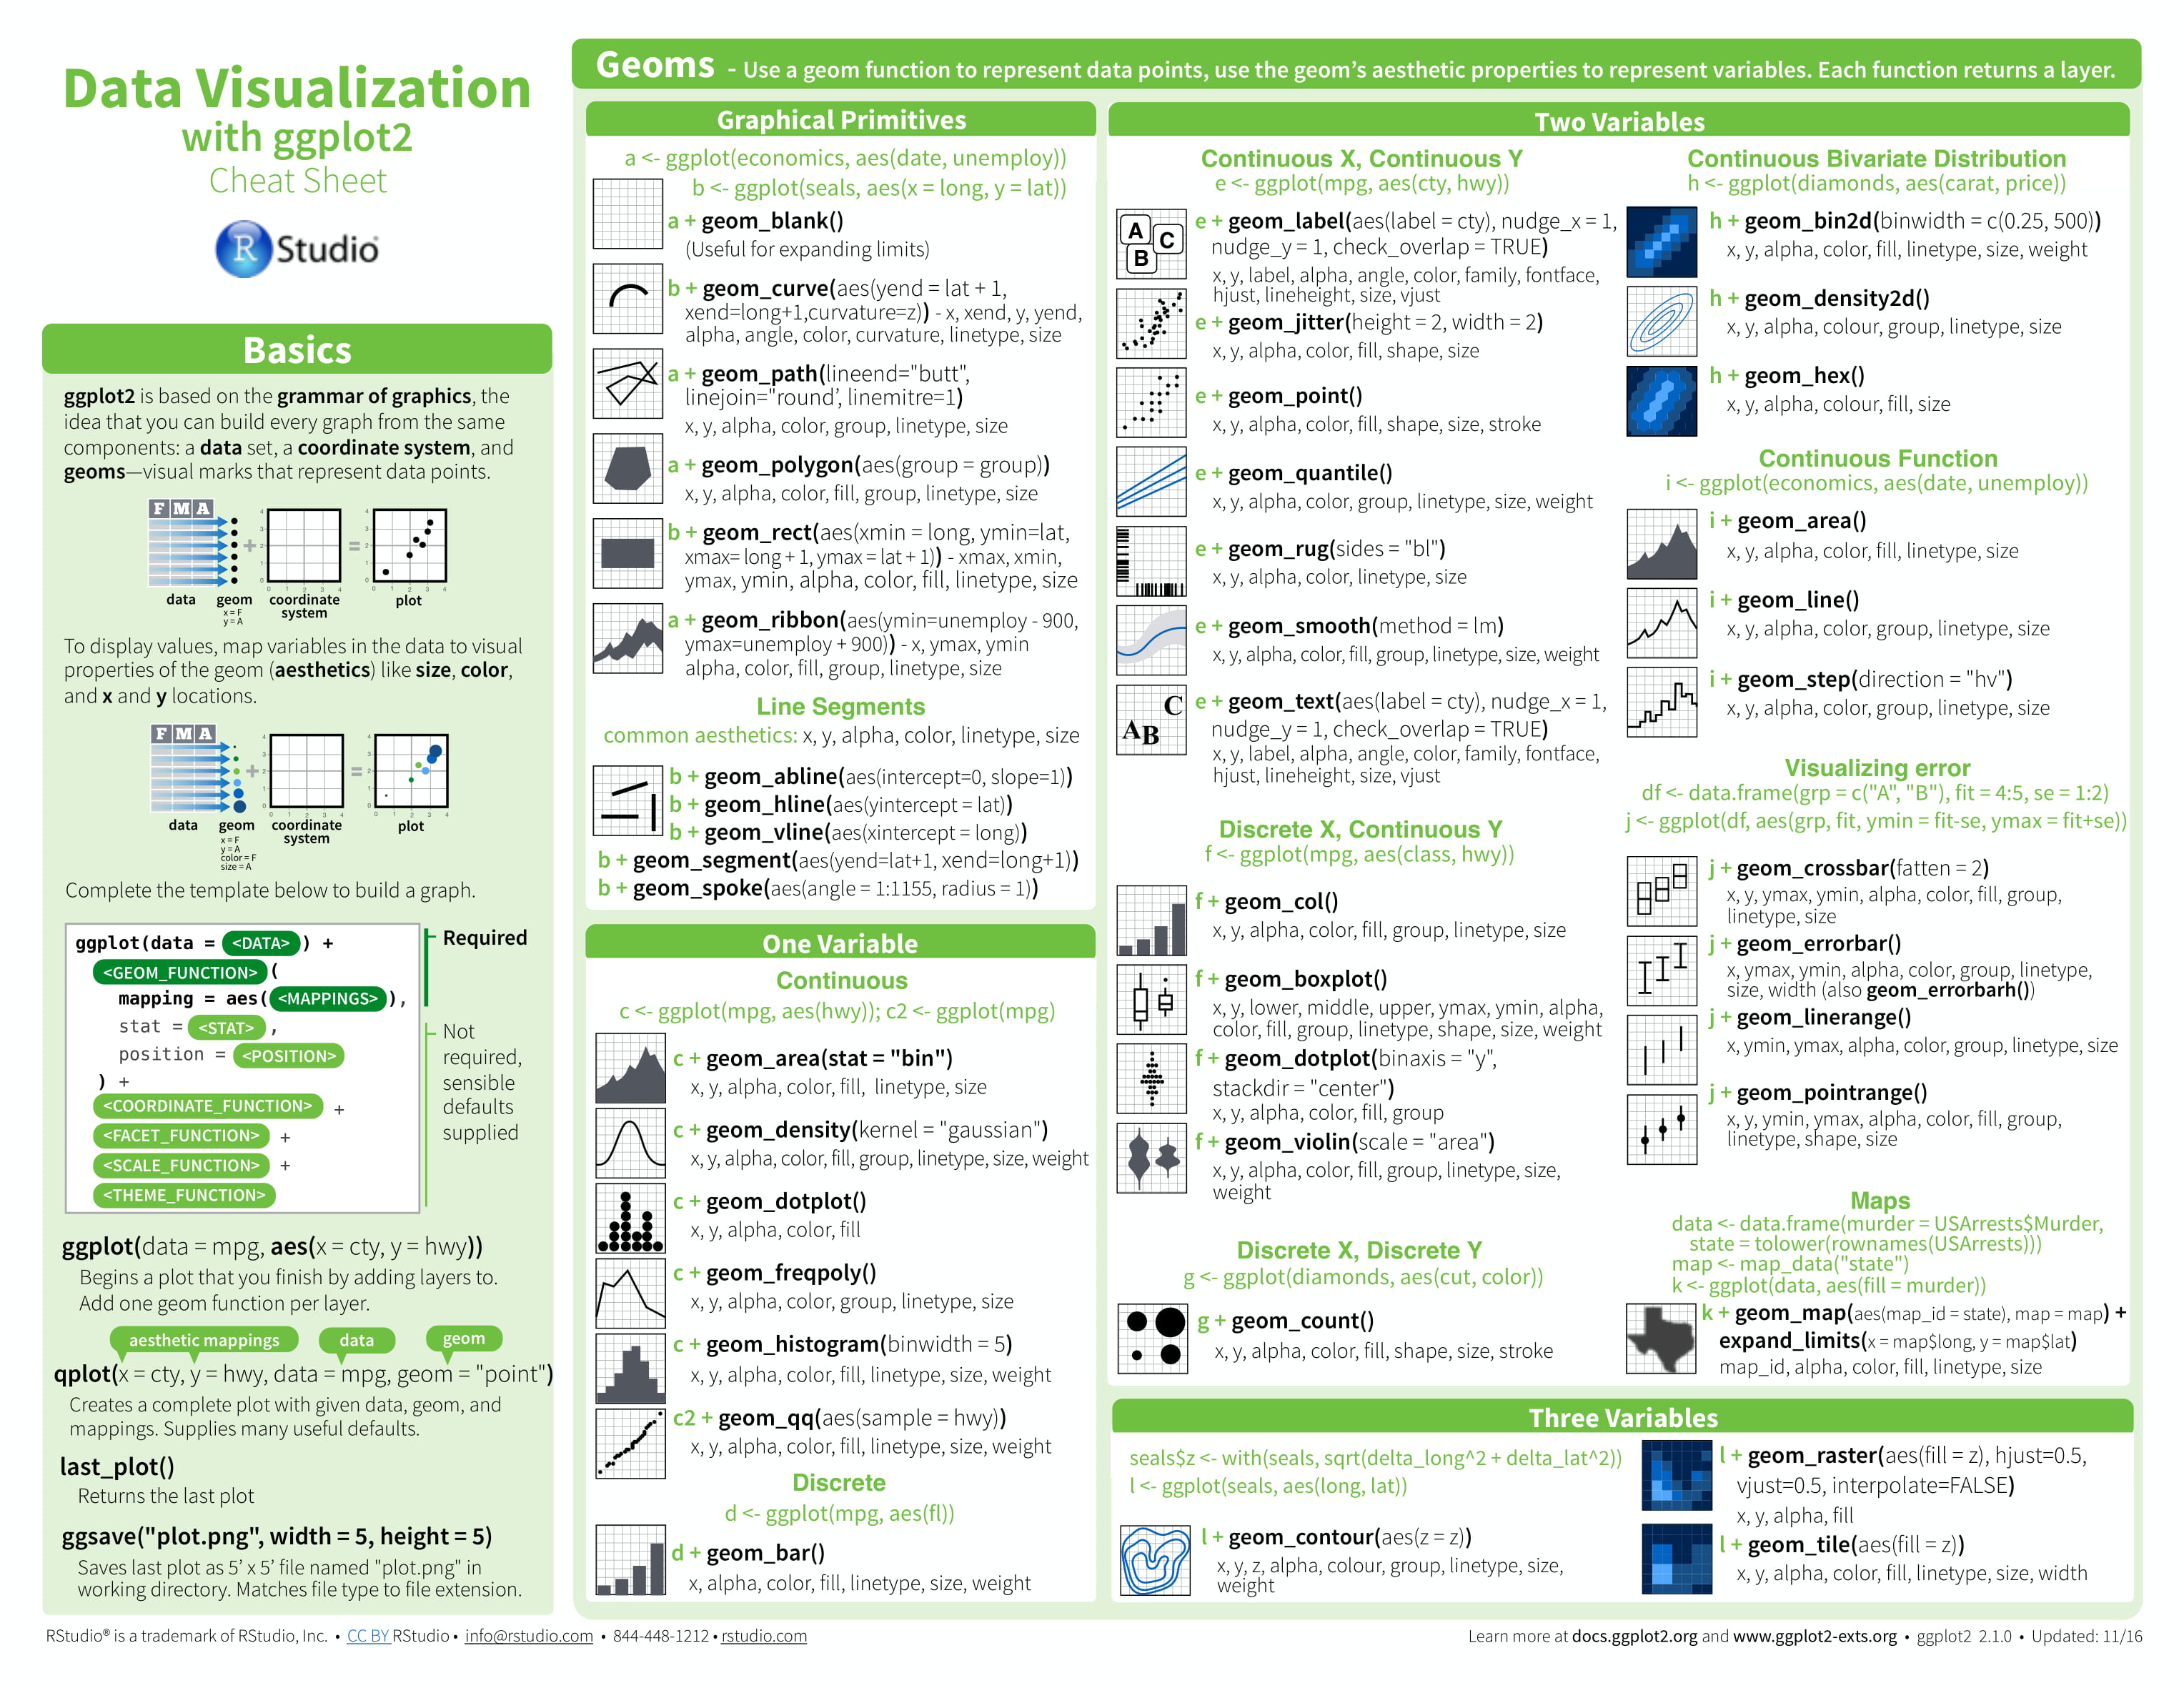 Data Visualization
with ggplot2
Cheat Sheet
R Studio
Basics
ggplot2 is based on the grammar of graphics, the
idea that you can build every graph from the same
components: a data set, a coordinate system, and
geoms—visual marks that represent data points.
F M A
4
3
2
1
0
0 1 2 3 4
4
3
2
1
0
0 1 2 3 4
+ =
data geom coordinate plot
x = F system
y = A
To display values, map variables in the data to visual
properties of the geom (aesthetics) like size, color,
and x and y locations.
F M A
4
3
2
1
0
0 1 2 3 4
4
3
2
1
0
0 1 2 3 4
+ =
data geom coordinate plot
x = F system
y = A
color = F
size = A
Complete the template below to build a graph.
ggplot(data = <DATA> ) +
<GEOM_FUNCTION> (
mapping = aes( <MAPPINGS> ),
stat = <STAT> ,
position = <POSITION>
) +
<COORDINATE_FUNCTION> +
<FACET_FUNCTION> +
<SCALE_FUNCTION> +
<THEME_FUNCTION>
Required
Not
required,
sensible
defaults
supplied
ggplot(data = mpg, aes(x = cty, y = hwy))
Begins a plot that you finish by adding layers to.
Add one geom function per layer.
aesthetic mappings data geom
qplot(x = cty, y = hwy, data = mpg, geom = "point")
Creates a complete plot with given data, geom, and
mappings. Supplies many useful defaults.
last_plot()
Returns the last plot
ggsave("plot.png", width = 5, height = 5)
Saves last plot as 5’ x 5’ file named "plot.png" in
working directory. Matches file type to file extension.
Geoms - Use a geom function to represent data points, use the geom’s aesthetic properties to represent variables. Each function returns a layer.
Graphical Primitives
a <- ggplot(economics, aes(date, unemploy))
b <- ggplot(seals, aes(x = long, y = lat))
a + geom_blank()
(Useful for expanding limits)
b + geom_curve(aes(yend = lat + 1,
xend=long+1,curvature=z)) - x, xend, y, yend,
alpha, angle, color, curvature, linetype, size
a + geom_path(lineend="butt",
linejoin="round’, linemitre=1)
x, y, alpha, color, group, linetype, size
a + geom_polygon(aes(group = group))
x, y, alpha, color, fill, group, linetype, size
b + geom_rect(aes(xmin = long, ymin=lat,
xmax= long + 1, ymax = lat + 1)) - xmax, xmin,
ymax, ymin, alpha, color, fill, linetype, size
a + geom_ribbon(aes(ymin=unemploy - 900,
ymax=unemploy + 900)) - x, ymax, ymin
alpha, color, fill, group, linetype, size
Line Segments
common aesthetics: x, y, alpha, color, linetype, size
b + geom_abline(aes(intercept=0, slope=1))
b + geom_hline(aes(yintercept = lat))
b + geom_vline(aes(xintercept = long))
b + geom_segment(aes(yend=lat+1, xend=long+1))
b + geom_spoke(aes(angle = 1:1155, radius = 1))
One Variable
Continuous
c <- ggplot(mpg, aes(hwy)); c2 <- ggplot(mpg)
c + geom_area(stat = "bin")
x, y, alpha, color, fill, linetype, size
c + geom_density(kernel = "gaussian")
x, y, alpha, color, fill, group, linetype, size, weight
c + geom_dotplot()
x, y, alpha, color, fill
c + geom_freqpoly()
x, y, alpha, color, group, linetype, size
c + geom_histogram(binwidth = 5)
x, y, alpha, color, fill, linetype, size, weight
c2 + geom_qq(aes(sample = hwy))
x, y, alpha, color, fill, linetype, size, weight
Discrete
d <- ggplot(mpg, aes(fl))
d + geom_bar()
x, alpha, color, fill, linetype, size, weight
Two Variables
Continuous X, Continuous Y
e <- ggplot(mpg, aes(cty, hwy))
A
C
B
e + geom_label(aes(label = cty), nudge_x = 1,
nudge_y = 1, check_overlap = TRUE)
x, y, label, alpha, angle, color, family, fontface,
hjust, lineheight, size, vjust
e + geom_jitter(height = 2, width = 2)
x, y, alpha, color, fill, shape, size
e + geom_point()
x, y, alpha, color, fill, shape, size, stroke
e + geom_quantile()
x, y, alpha, color, group, linetype, size, weight
e + geom_rug(sides = "bl")
x, y, alpha, color, linetype, size
e + geom_smooth(method = lm)
x, y, alpha, color, fill, group, linetype, size, weight
C
A B
e + geom_text(aes(label = cty), nudge_x = 1,
nudge_y = 1, check_overlap = TRUE)
x, y, label, alpha, angle, color, family, fontface,
hjust, lineheight, size, vjust
Discrete X, Continuous Y
f <- ggplot(mpg, aes(class, hwy))
f + geom_col()
x, y, alpha, color, fill, group, linetype, size
f + geom_boxplot()
x, y, lower, middle, upper, ymax, ymin, alpha,
color, fill, group, linetype, shape, size, weight
f + geom_dotplot(binaxis = "y",
stackdir = "center")
x, y, alpha, color, fill, group
f + geom_violin(scale = "area")
x, y, alpha, color, fill, group, linetype, size,
weight
Discrete X, Discrete Y
g <- ggplot(diamonds, aes(cut, color))
g + geom_count()
x, y, alpha, color, fill, shape, size, stroke
Continuous Bivariate Distribution
h <- ggplot(diamonds, aes(carat, price))
h + geom_bin2d(binwidth = c(0.25, 500))
x, y, alpha, color, fill, linetype, size, weight
h + geom_density2d()
x, y, alpha, colour, group, linetype, size
h + geom_hex()
x, y, alpha, colour, fill, size
Continuous Function
i <- ggplot(economics, aes(date, unemploy))
i + geom_area()
x, y, alpha, color, fill, linetype, size
i + geom_line()
x, y, alpha, color, group, linetype, size
i + geom_step(direction = "hv")
x, y, alpha, color, group, linetype, size
Visualizing error
df <- data.frame(grp = c("A", "B"), fit = 4:5, se = 1:2)
j <- ggplot(df, aes(grp, fit, ymin = fit-se, ymax = fit+se))
j + geom_crossbar(fatten = 2)
x, y, ymax, ymin, alpha, color, fill, group,
linetype, size
j + geom_errorbar()
x, ymax, ymin, alpha, color, group, linetype,
size, width (also geom_errorbarh())
j + geom_linerange()
x, ymin, ymax, alpha, color, group, linetype, size
j + geom_pointrange()
x, y, ymin, ymax, alpha, color, fill, group,
linetype, shape, size
Maps
data <- data.frame(murder = USArrests$Murder,
state = tolower(rownames(USArrests)))
map <- map_data("state")
k <- ggplot(data, aes(fill = murder))
k + geom_map(aes(map_id = state), map = map) +
expand_limits(x = map$long, y = map$lat)
map_id, alpha, color, fill, linetype, size
Three Variables
seals$z <- with(seals, sqrt(delta_long^2 + delta_lat^2))
l <- ggplot(seals, aes(long, lat))
l + geom_contour(aes(z = z))
x, y, z, alpha, colour, group, linetype, size,
weight
l + geom_raster(aes(fill = z), hjust=0.5,
vjust=0.5, interpolate=FALSE)
x, y, alpha, fill
l + geom_tile(aes(fill = z))
x, y, alpha, color, fill, linetype, size, width
RStudio® is a trademark of RStudio, Inc. • CC BY RStudio • info@rstudio.com • 844-448-1212 • rstudio.com
Learn more at docs.ggplot2.org and www.ggplot2-exts.org • ggplot2 2.1.0 • Updated: 11/16